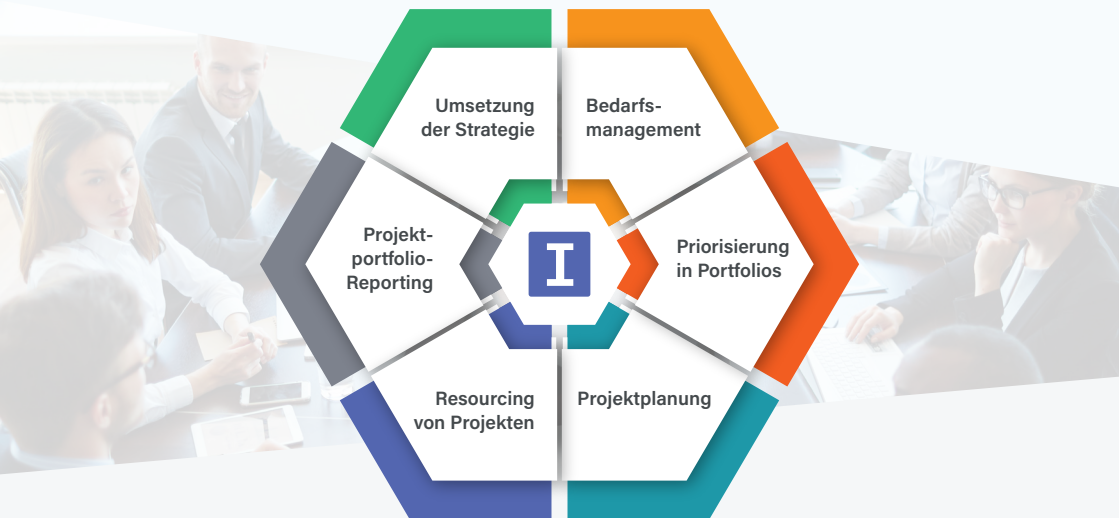 Umsetzung
der Strategie
Bedarfs-
management
Priorisierung
in Portfolios
Projektplanung
Resourcing
von Projekten
Projekt-
portfolio-
Reporting
I